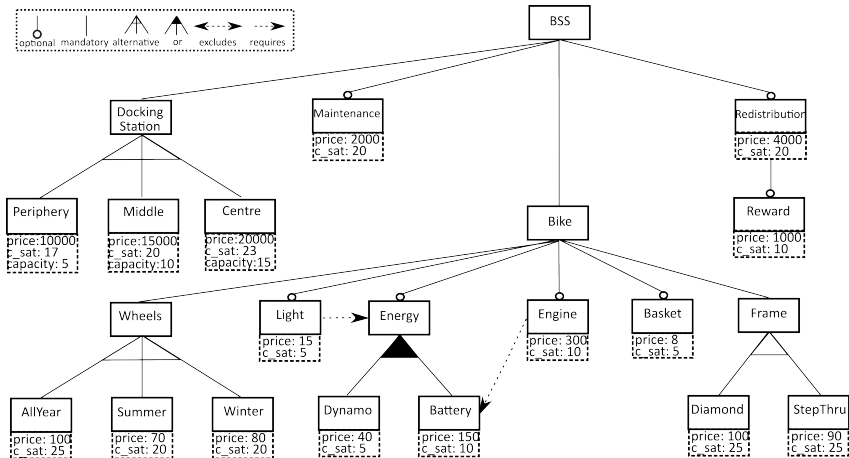 BSS
optional mandatory alternative or excludes requires
Docking
Station
Maintenance
price: 2000
c_sat: 20
Redistribution
price: 4000
c_sat: 20
Periphery
price:10000
c_sat: 17
capacity: 5
Middle
price:15000
c_sat: 20
capacity:10
Centre
price:20000
c_sat: 23
capacity:15
Bike
Reward
price: 1000
c_sat: 10
Wheels
Light
price: 15
c_sat: 5
Energy
Engine
price: 300
c_sat: 10
Basket
price: 8
c_sat: 5
Frame
AllYear
price: 100
c_sat: 25
Summer
price: 70
c_sat: 20
Winter
price: 80
c_sat: 20
Dynamo
price: 40
c_sat: 5
Battery
price: 150
c_sat: 10
Diamond
price: 100
c_sat: 25
StepThru
price: 90
c_sat: 25